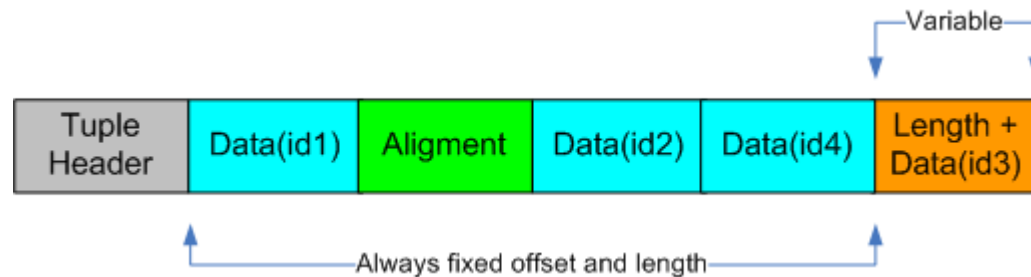 Variable
Tuple
Header
Data(id1)
Aligment
Data(id2)
Data(id4)
Length +
Data(id3)
Always fixed offset and length